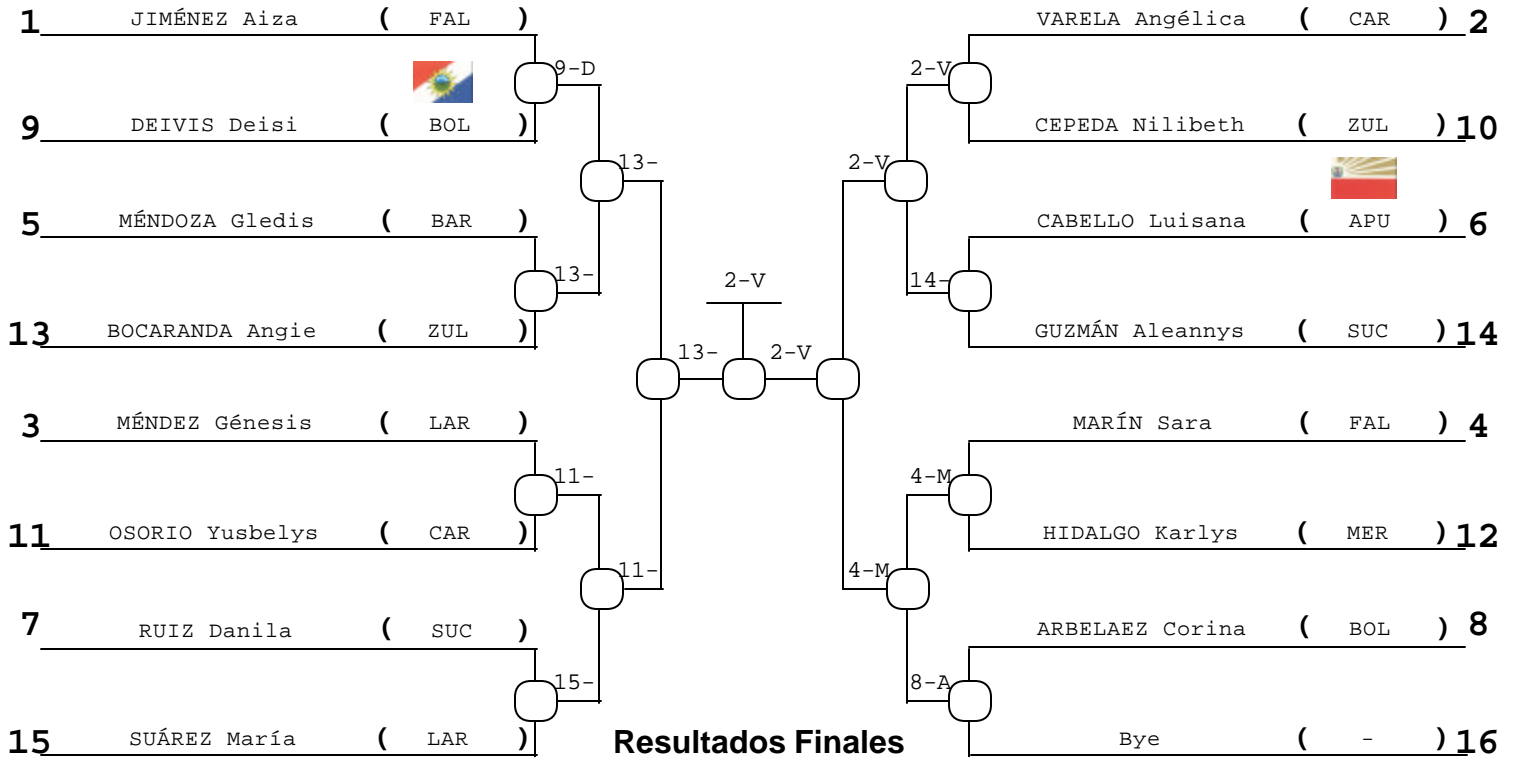 1 JIMÉNEZ Aiza ( FAL ) VARELA Angélica ( CAR ) 2
9-D 2-V
9 DEIVIS Deisi ( BOL ) CEPEDA Nilibeth ( ZUL ) 10
13- 2-V
5 MÉNDOZA Gledis ( BAR ) CABELLO Luisana ( APU ) 6
13- 2-V 14-
13 BOCARANDA Angie ( ZUL ) GUZMÁN Aleannys ( SUC ) 14
13- 2-V
3 MÉNDEZ Génesis ( LAR ) MARÍN Sara ( FAL ) 4
11- 4-M
11 OSORIO Yusbelys ( CAR ) HIDALGO Karlys ( MER ) 12
11- 4-M
7 RUIZ Danila ( SUC ) ARBELAEZ Corina ( BOL ) 8
15- 8-A
15 SUÁREZ María ( LAR ) Resultados Finales Bye ( - ) 16